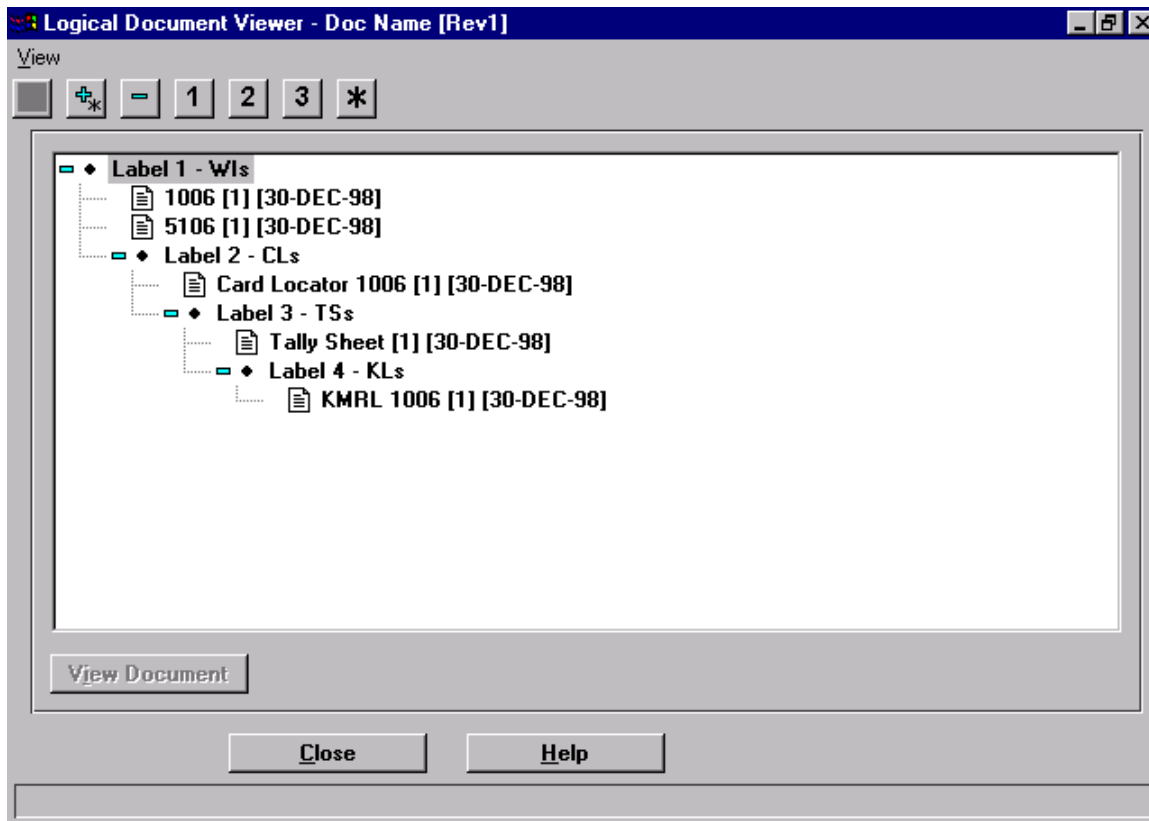 Logical Document Viewer - Doc Name [Rev1]
View
1 2 3 *
Label 1 - WIs
1006 [1] [30-DEC-98]
5106 [1] [30-DEC-98]
Label 2 - CLs
Card Locator 1006 [1] [30-DEC-98]
Label 3 - TSs
Tally Sheet [1] [30-DEC-98]
Label 4 - KLs
KMRL 1006 [1] [30-DEC-98]
View Document
Close Help